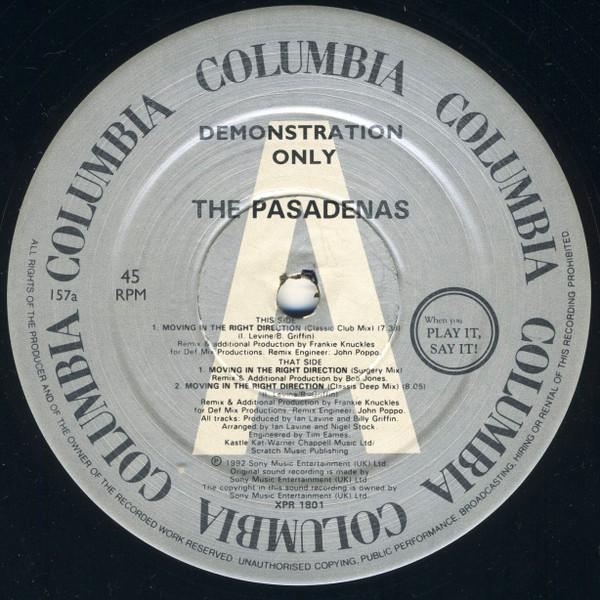 COLUMBIA COLUMBIA COLUMBIA COLUMBIA COLUMBIA COLUMBIA COLUMBIA
DEMONSTRATION
ONLY
A
THE PASADENAS
45
RPM
157a
When you
PLAY IT,
SAY IT!
THIS SIDE
1. MOVING IN THE RIGHT DIRECTION (Classic Club Mix) (7.30)
(I. Levine/B. Griffin)
Remix & Additional Production by Frankie Knuckles
for Def Mix Productions. Remix Engineer: John Poppo.
THAT SIDE
1. MOVING IN THE RIGHT DIRECTION (Surgery Mix)
Remix & Additional Production by Bob Jones.
2. MOVING IN THE RIGHT DIRECTION (Classic Deep Mix) (8.05)
(I. Levine/B. Griffin)
Remix & Additional Production by Frankie Knuckles
for Def Mix Productions. Remix Engineer: John Poppo.
All tracks: Produced by Ian Levine and Billy Griffin.
Arranged by Ian Levine and Nigel Stock
Engineered by Tim Eames.
Kastle Kat-Warner Chappell Music Ltd/
Scratch Music Publishing.
℗ 1992 Sony Music Entertainment (UK) Ltd.
Original sound recording is made by
Sony Music Entertainment (UK) Ltd.
The copyright in this sound recording is owned by
Sony Music Entertainment (UK) Ltd.
XPR 1801
ALL RIGHTS OF THE PRODUCER AND OF THE OWNER OF THE RECORDED WORK RESERVED. UNAUTHORISED COPYING, PUBLIC PERFORMANCE, BROADCASTING, HIRING OR RENTAL OF THIS RECORDING PROHIBITED.